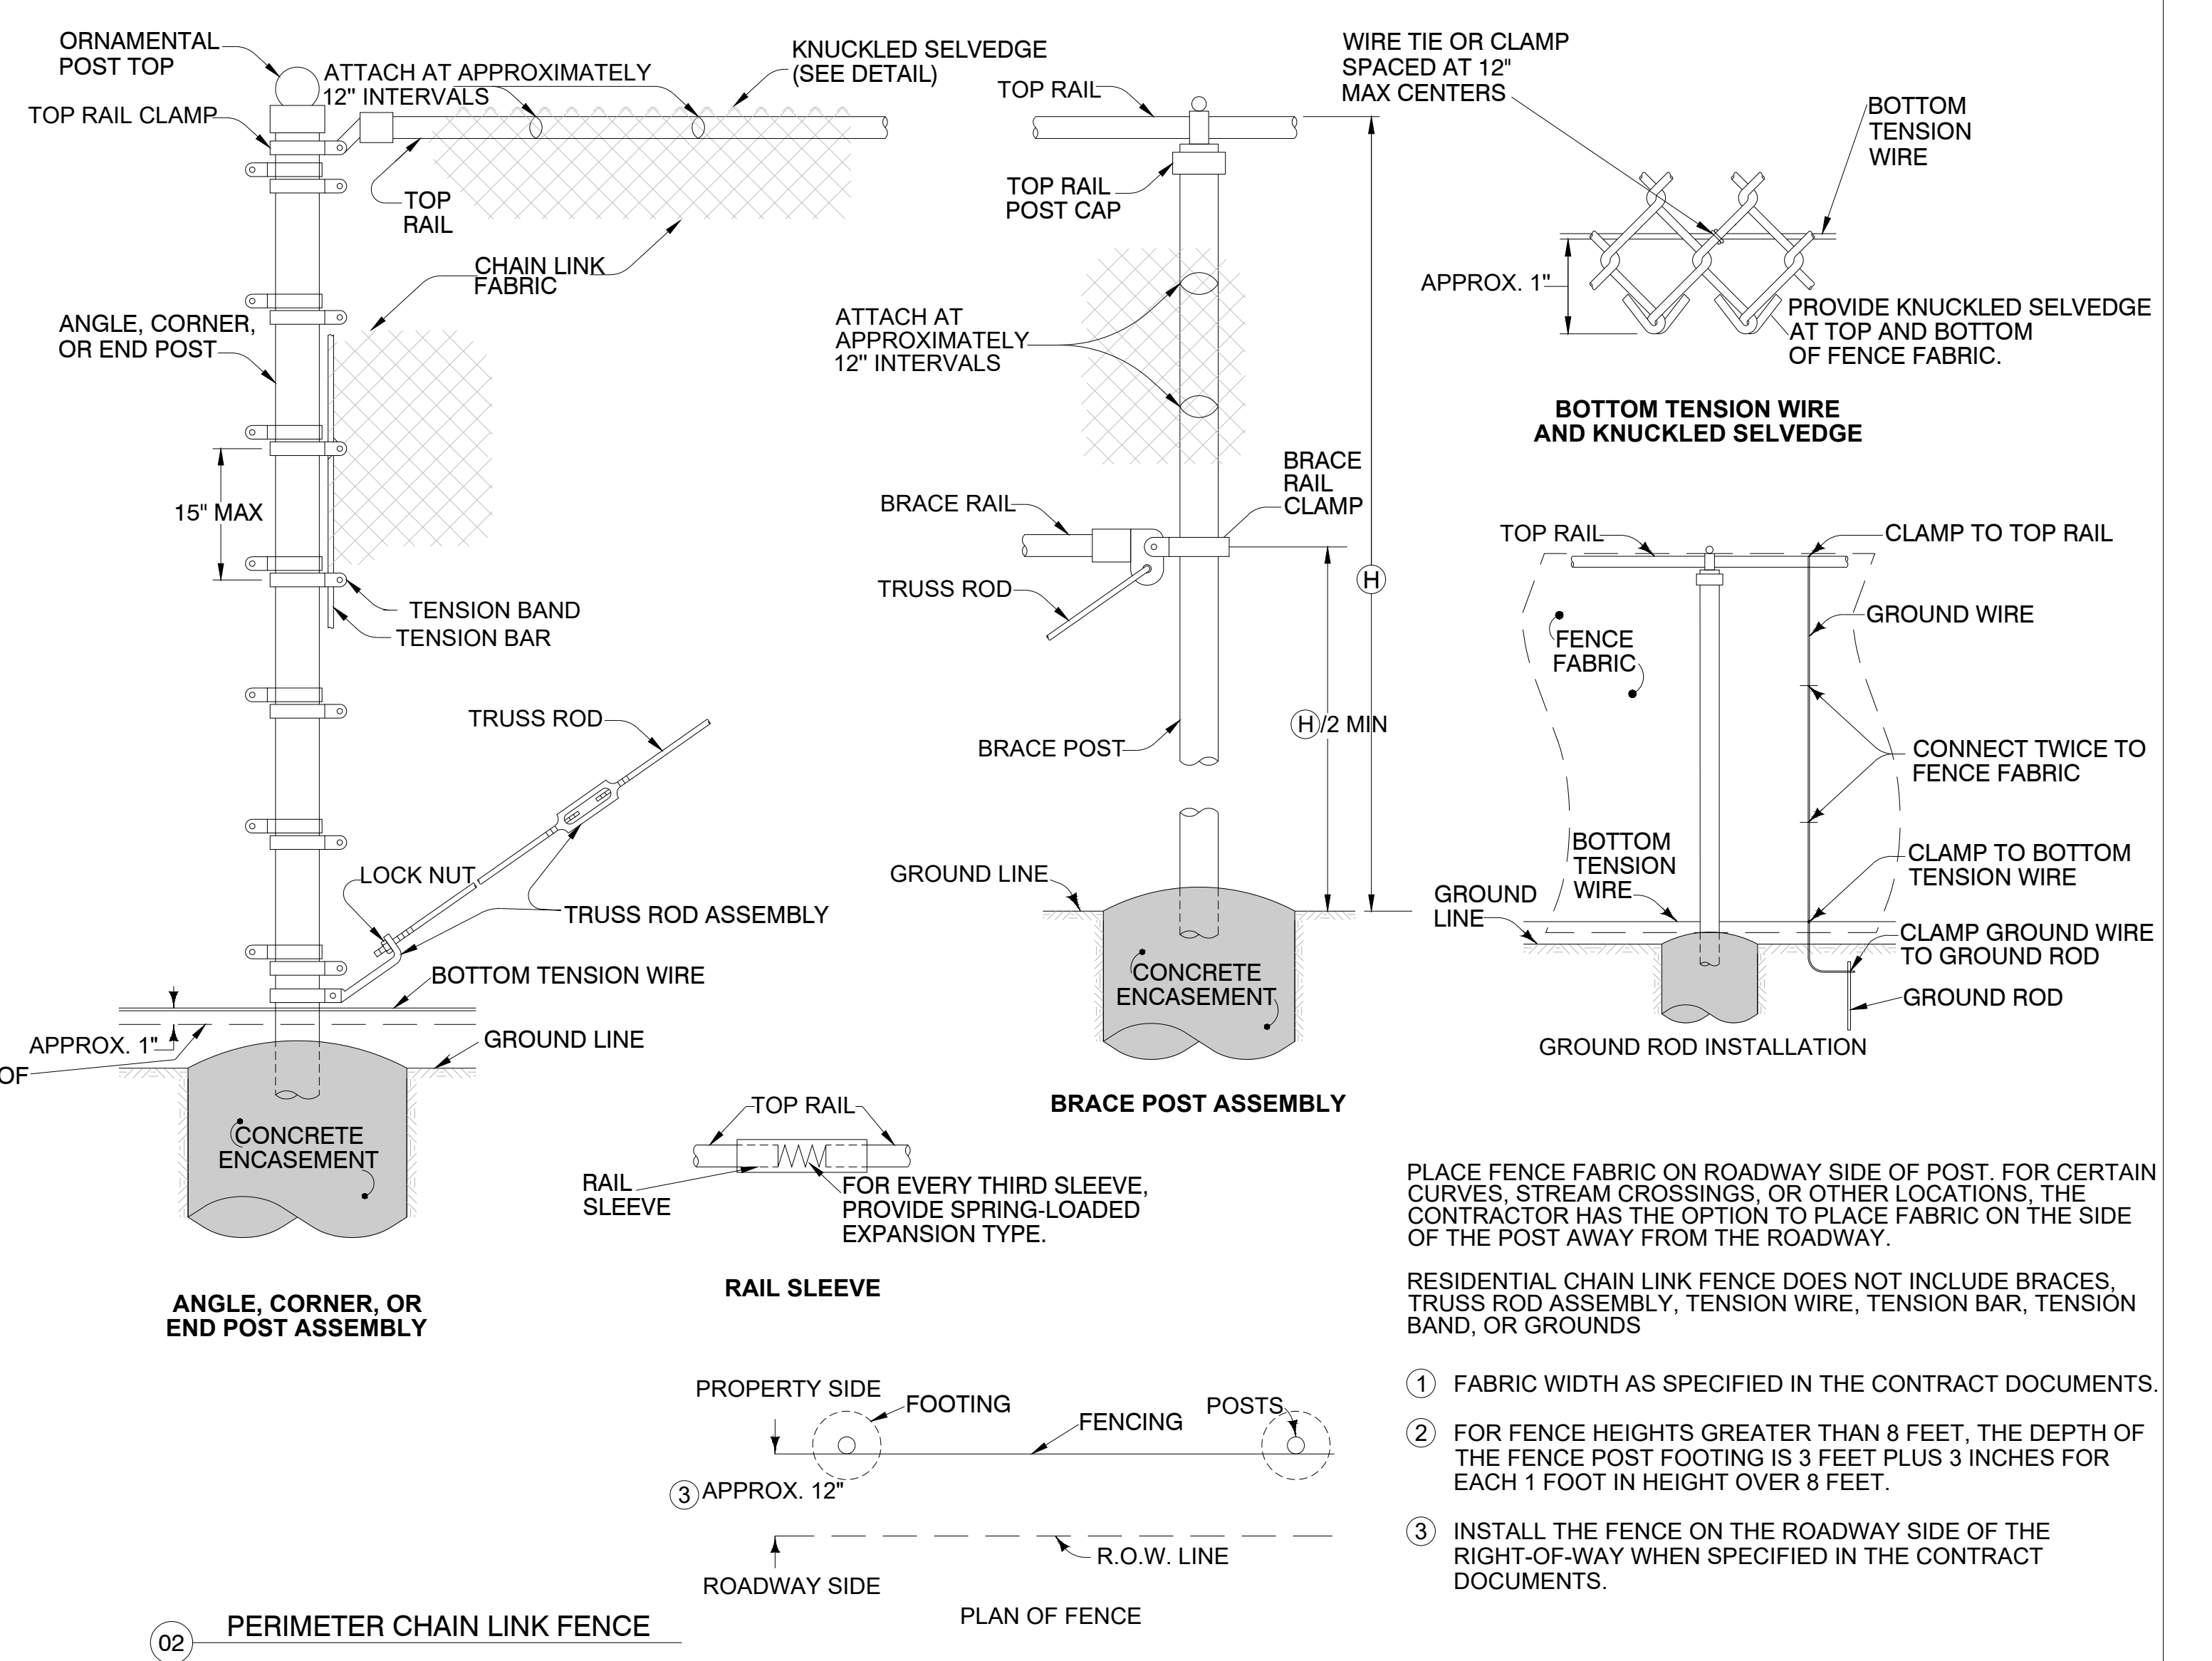 ORNAMENTAL
POST TOP
TOP RAIL CLAMP
ATTACH AT APPROXIMATELY
12" INTERVALS
KNUCKLED SELVEDGE
(SEE DETAIL)
TOP
RAIL
CHAIN LINK
FABRIC
ANGLE, CORNER,
OR END POST
15" MAX
TENSION BAND
TENSION BAR
TRUSS ROD
LOCK NUT
TRUSS ROD ASSEMBLY
BOTTOM TENSION WIRE
APPROX. 1"
GROUND LINE
OF
CONCRETE
ENCASEMENT
ANGLE, CORNER, OR
END POST ASSEMBLY
TOP RAIL
TOP RAIL
POST CAP
ATTACH AT
APPROXIMATELY
12" INTERVALS
BRACE
RAIL
CLAMP
BRACE RAIL
TRUSS ROD
H
H/2 MIN
BRACE POST
GROUND LINE
CONCRETE
ENCASEMENT
BRACE POST ASSEMBLY
WIRE TIE OR CLAMP
SPACED AT 12"
MAX CENTERS
BOTTOM
TENSION
WIRE
APPROX. 1"
PROVIDE KNUCKLED SELVEDGE
AT TOP AND BOTTOM
OF FENCE FABRIC.
BOTTOM TENSION WIRE
AND KNUCKLED SELVEDGE
TOP RAIL
CLAMP TO TOP RAIL
GROUND WIRE
FENCE
FABRIC
CONNECT TWICE TO
FENCE FABRIC
BOTTOM
TENSION
WIRE
CLAMP TO BOTTOM
TENSION WIRE
GROUND
LINE
CLAMP GROUND WIRE
TO GROUND ROD
GROUND ROD
GROUND ROD INSTALLATION
TOP RAIL
RAIL
SLEEVE
FOR EVERY THIRD SLEEVE,
PROVIDE SPRING-LOADED
EXPANSION TYPE.
RAIL SLEEVE
PROPERTY SIDE
FOOTING
FENCING
POSTS
3 APPROX. 12"
R.O.W. LINE
ROADWAY SIDE
PLAN OF FENCE
PLACE FENCE FABRIC ON ROADWAY SIDE OF POST. FOR CERTAIN
CURVES, STREAM CROSSINGS, OR OTHER LOCATIONS, THE
CONTRACTOR HAS THE OPTION TO PLACE FABRIC ON THE SIDE
OF THE POST AWAY FROM THE ROADWAY.
RESIDENTIAL CHAIN LINK FENCE DOES NOT INCLUDE BRACES,
TRUSS ROD ASSEMBLY, TENSION WIRE, TENSION BAR, TENSION
BAND, OR GROUNDS
1 FABRIC WIDTH AS SPECIFIED IN THE CONTRACT DOCUMENTS.
2 FOR FENCE HEIGHTS GREATER THAN 8 FEET, THE DEPTH OF
THE FENCE POST FOOTING IS 3 FEET PLUS 3 INCHES FOR
EACH 1 FOOT IN HEIGHT OVER 8 FEET.
3 INSTALL THE FENCE ON THE ROADWAY SIDE OF THE
RIGHT-OF-WAY WHEN SPECIFIED IN THE CONTRACT
DOCUMENTS.
02 PERIMETER CHAIN LINK FENCE